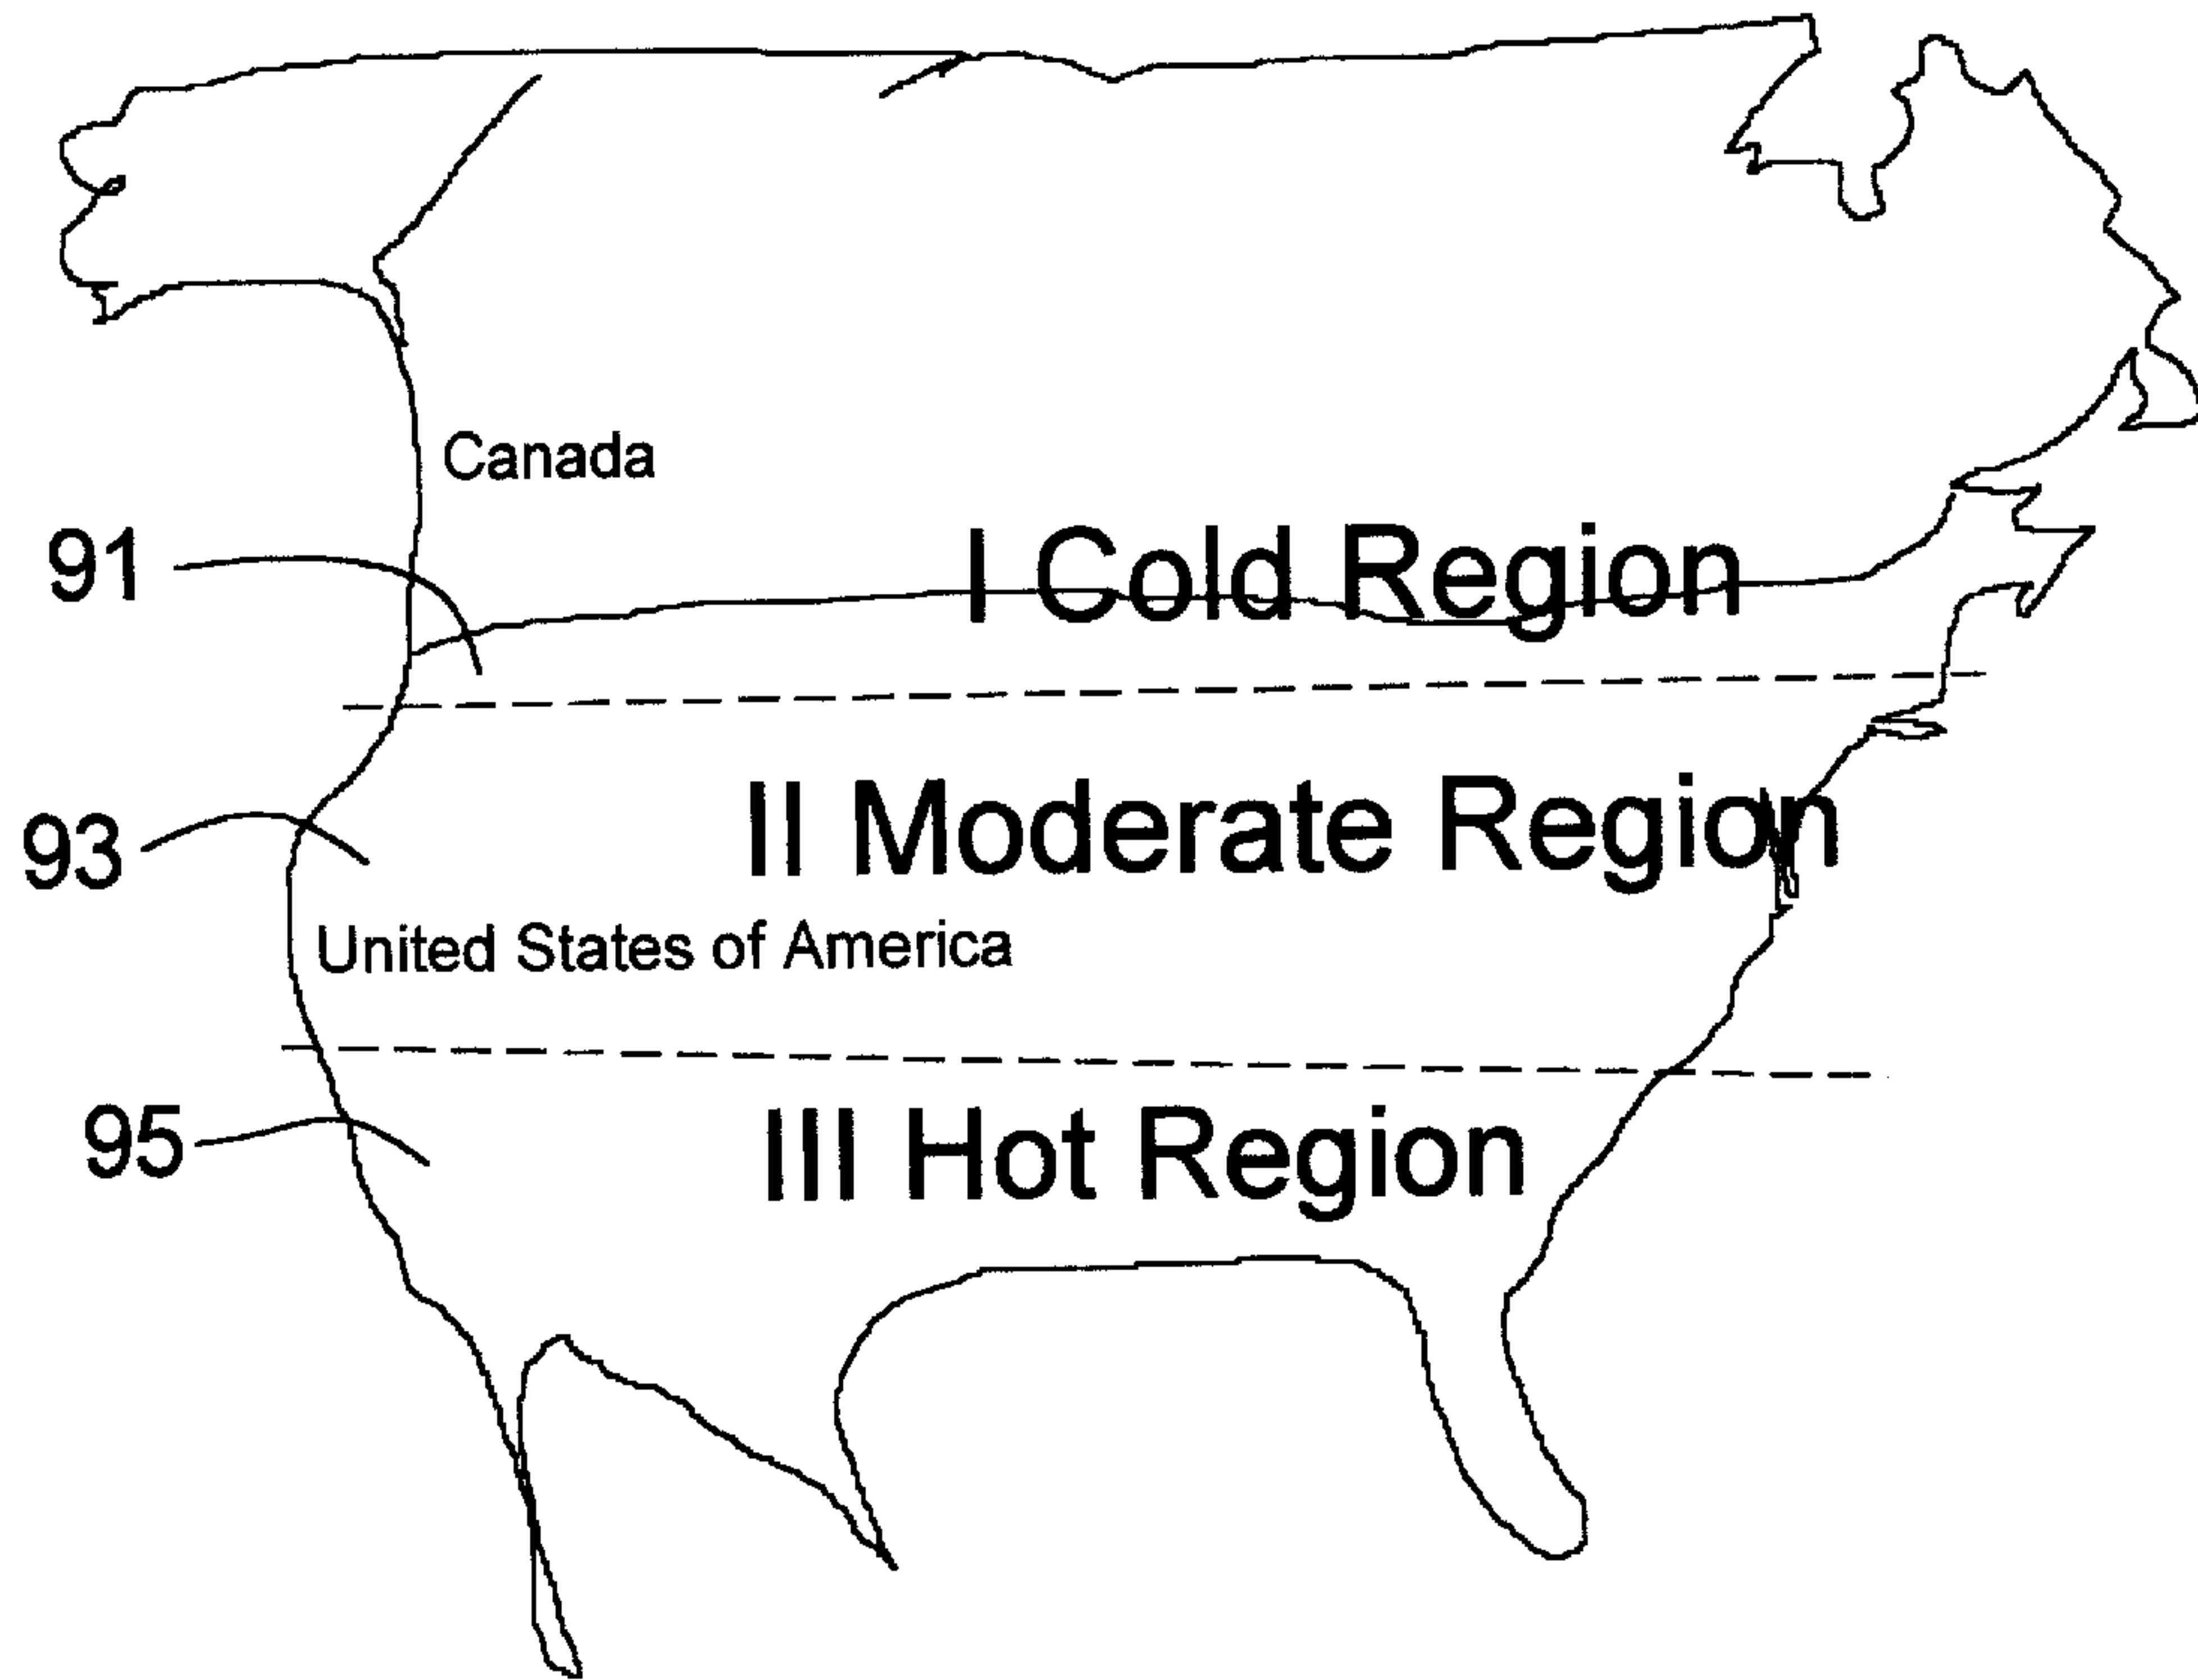 Canada
91
I Cold Region
93
II Moderate Region
United States of America
95
III Hot Region